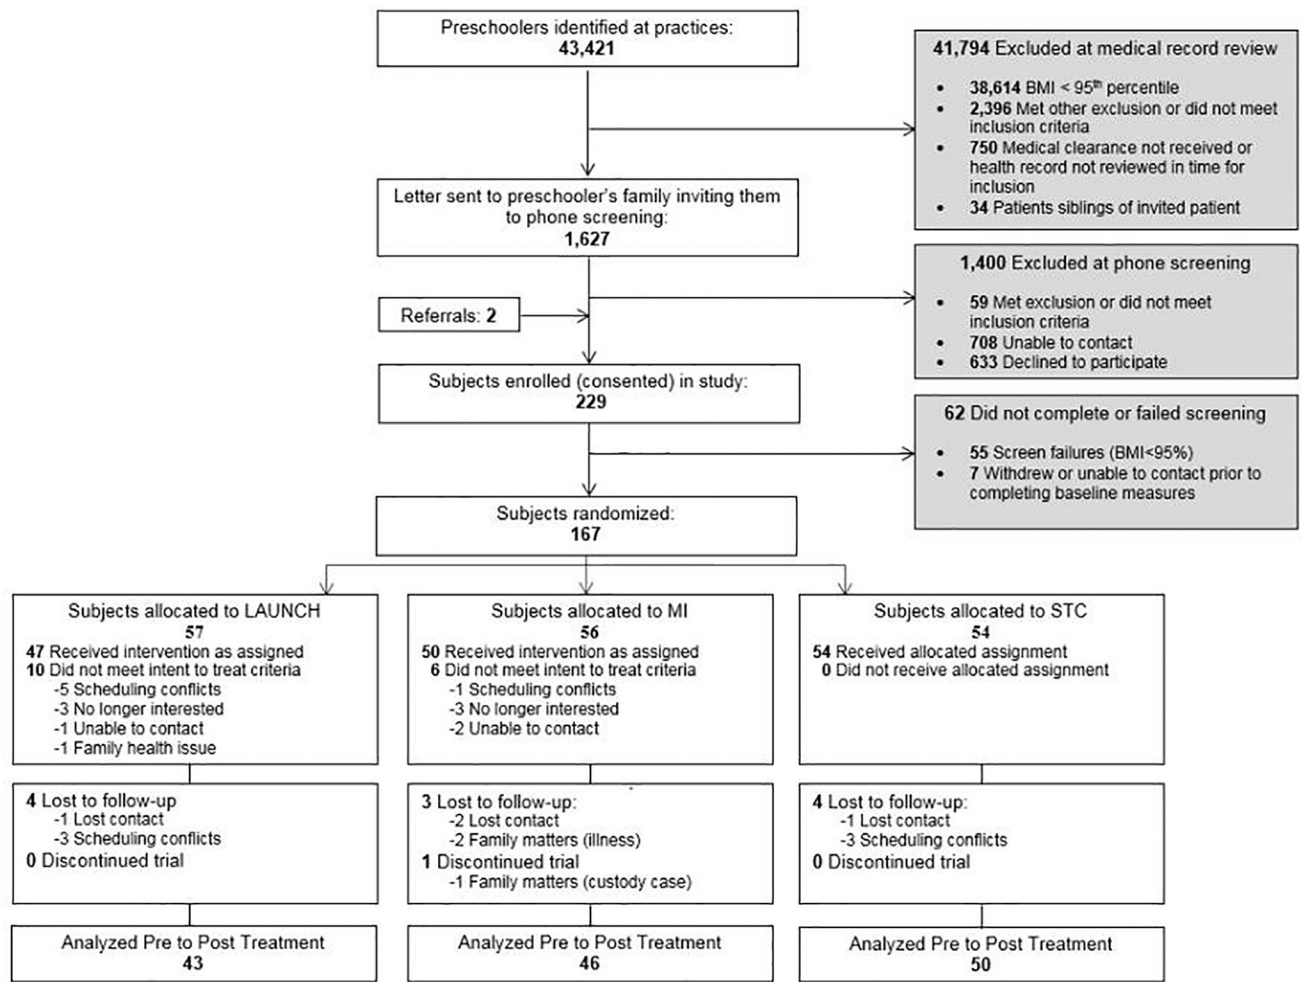 Preschoolers identified at practices:
43,421
41,794 Excluded at medical record review
• 38,614 BMI < 95th percentile
• 2,396 Met other exclusion or did not meet
inclusion criteria
• 750 Medical clearance not received or
health record not reviewed in time for
inclusion
• 34 Patients siblings of invited patient
Letter sent to preschooler's family inviting them
to phone screening:
1,627
1,400 Excluded at phone screening
• 59 Met exclusion or did not meet
inclusion criteria
• 708 Unable to contact
• 633 Declined to participate
Referrals: 2
Subjects enrolled (consented) in study:
229
62 Did not complete or failed screening
• 55 Screen failures (BMI<95%)
• 7 Withdrew or unable to contact prior to
completing baseline measures
Subjects randomized:
167
Subjects allocated to LAUNCH
57
47 Received intervention as assigned
10 Did not meet intent to treat criteria
-5 Scheduling conflicts
-3 No longer interested
-1 Unable to contact
-1 Family health issue
Subjects allocated to MI
56
50 Received intervention as assigned
6 Did not meet intent to treat criteria
-1 Scheduling conflicts
-3 No longer interested
-2 Unable to contact
Subjects allocated to STC
54
54 Received allocated assignment
0 Did not receive allocated assignment
4 Lost to follow-up
-1 Lost contact
-3 Scheduling conflicts
0 Discontinued trial
3 Lost to follow-up:
-2 Lost contact
-2 Family matters (illness)
1 Discontinued trial
-1 Family matters (custody case)
4 Lost to follow-up:
-1 Lost contact
-3 Scheduling conflicts
0 Discontinued trial
Analyzed Pre to Post Treatment
43
Analyzed Pre to Post Treatment
46
Analyzed Pre to Post Treatment
50